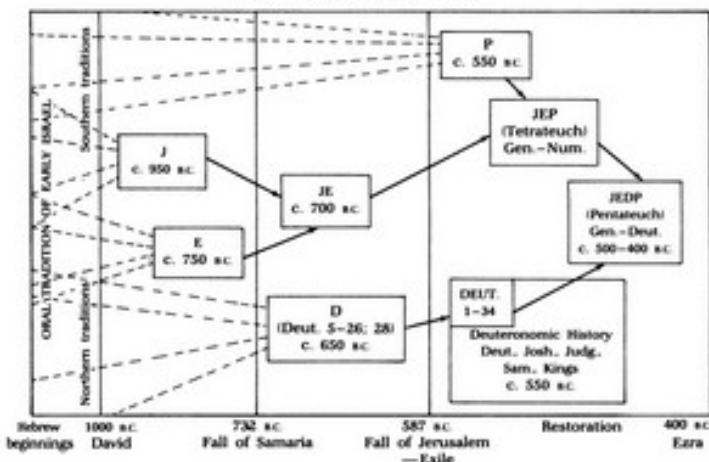 P
c. 550 B.C.
JEP
(Tetrateuch)
Gen.–Num.
J
c. 950 B.C.
JE
c. 700 B.C.
JEDP
(Pentateuch)
Gen.–Deut.
c. 500–400 B.C.
E
c. 750 B.C.
D
(Deut. 5–26; 28)
c. 650 B.C.
DEUT.
1–34
Deuteronomic History
Deut., Josh., Judg.,
Sam., Kings
c. 550 B.C.
ORAL TRADITION OF EARLY ISRAEL
Southern traditions
Northern traditions
Hebrew
beginnings
1000 B.C.
David
732 B.C.
Fall of Samaria
587 B.C.
Fall of Jerusalem
—Exile
Restoration
400 B.C.
Ezra